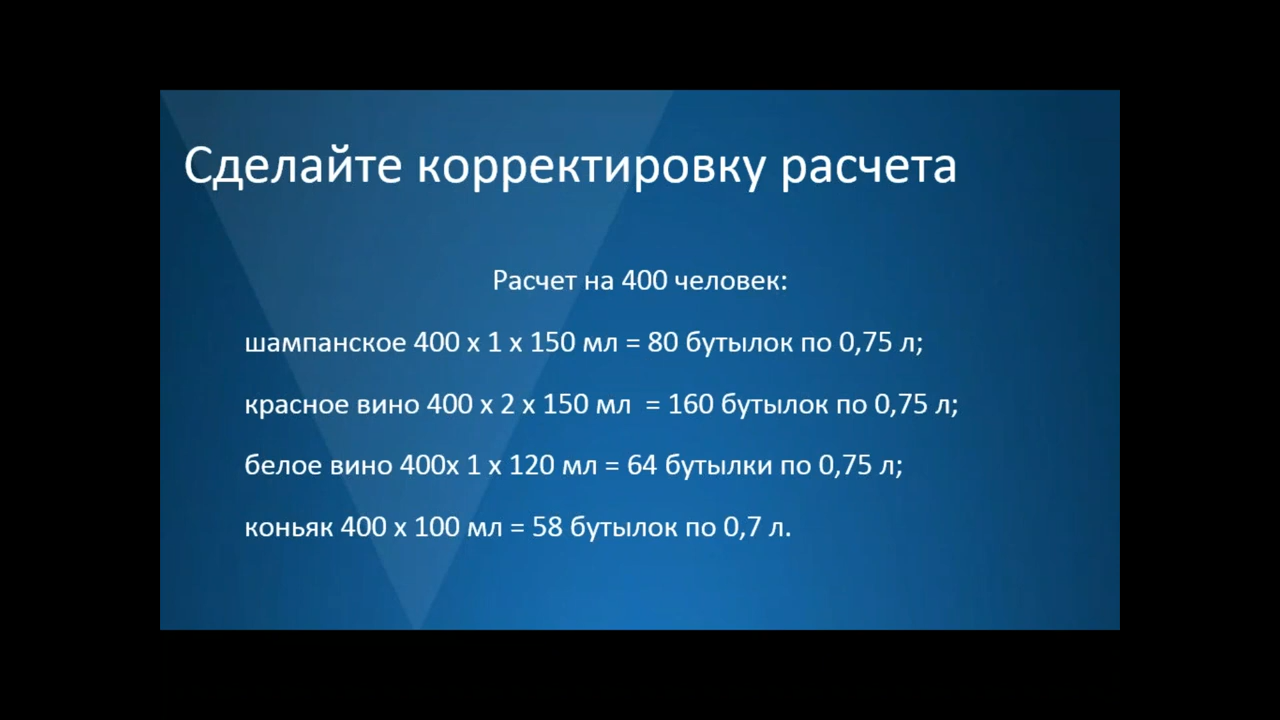 Сделайте корректировку расчета
Расчет на 400 человек:
шампанское 400 х 1 х 150 мл = 80 бутылок по 0,75 л;
красное вино 400 х 2 х 150 мл  = 160 бутылок по 0,75 л;
белое вино 400х 1 х 120 мл = 64 бутылки по 0,75 л;
коньяк 400 х 100 мл = 58 бутылок по 0,7 л.